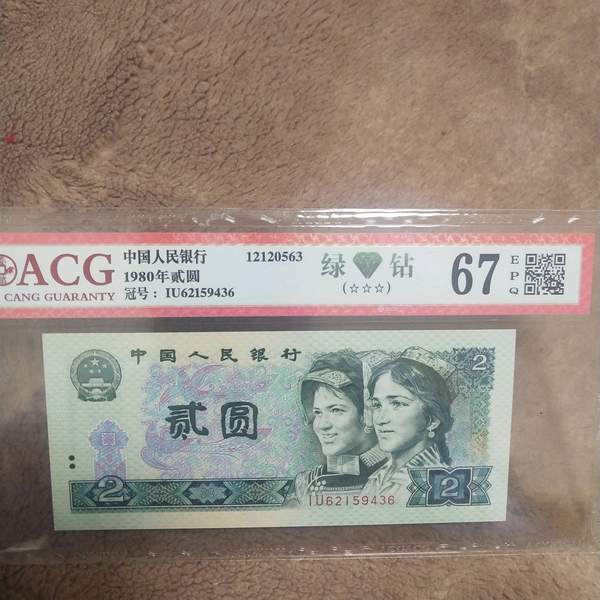 ACG
CANG GUARANTY
中国人民银行 12120563
1980年贰圆
冠号：IU62159436
绿 钻
(☆☆☆)
67
EPQ
中国人民银行
2
贰圆
2
IU62159436
2